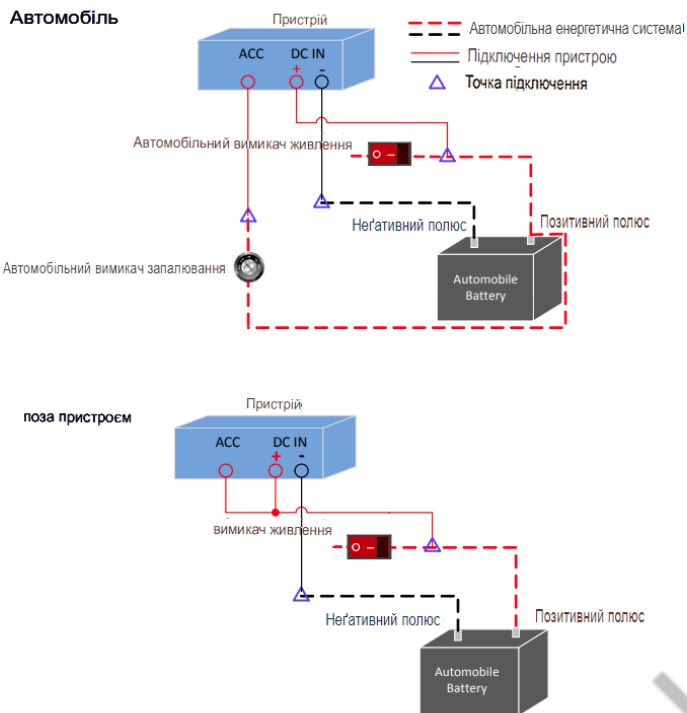 Автомобіль
Пристрій
ACC DC IN
+ -
Автомобільна енергетична система
Підключення пристрою
Точка підключення
Автомобільний вимикач живлення
Негативний полюс
Позитивний полюс
Автомобільний вимикач запалювання
Automobile
Battery
поза пристроєм
Пристрій
ACC DC IN
+ -
вимикач живлення
Неґативний полюс
Позитивний полюс
Automobile
Battery